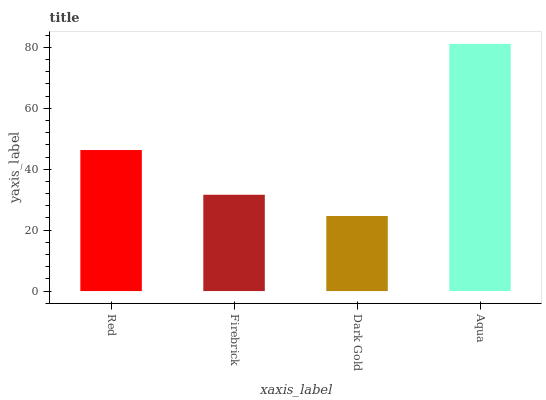 title
80
60
40
20
0
yaxis_label
Red
Firebrick
Dark Gold
Aqua
xaxis_label